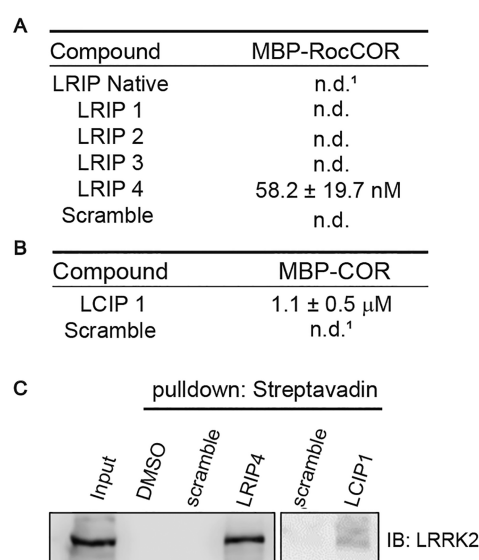 A
Compound MBP-RocCOR
LRIP Native n.d.¹
LRIP 1 n.d.
LRIP 2 n.d.
LRIP 3 n.d.
LRIP 4 58.2 ± 19.7 nM
Scramble n.d.
B
Compound MBP-COR
LCIP 1 1.1 ± 0.5 μM
Scramble n.d.¹
C
pulldown: Streptavadin
Input DMSO scramble LRIP4 scramble LCIP1
IB: LRRK2